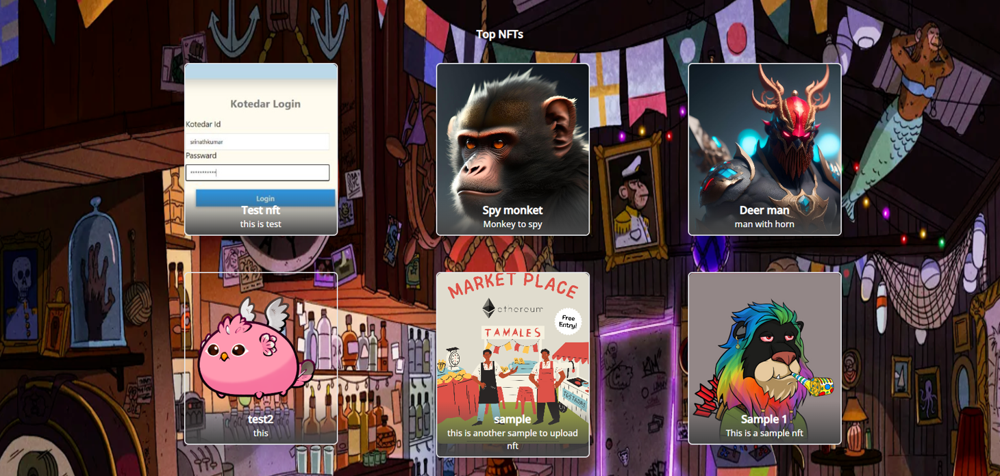 Top NFTs
Kotedar Login
Kotedar Id
srinathkumar
Password
***********
Login
Test nft
this is test
Spy monket
Monkey to spy
Deer man
man with horn
MARKET PLACE
ethereum
Free
Entry!
TAMALES
TOSTADAS
test2
this
sample
this is another sample to upload
nft
Sample 1
This is a sample nft